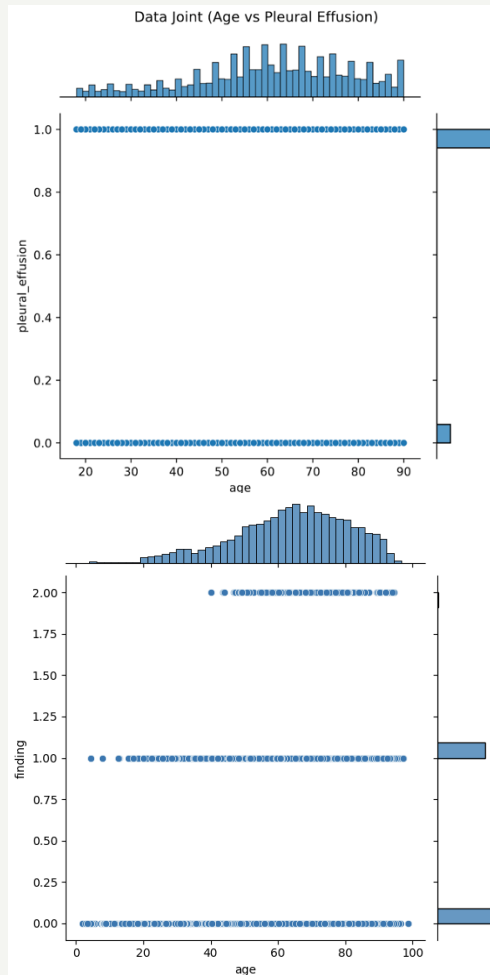 Data Joint (Age vs Pleural Effusion)
1.0
0.8
0.6
0.4
0.2
0.0
pleural_effusion
20 30 40 50 60 70 80 90
age
2.00
1.75
1.50
1.25
1.00
0.75
0.50
0.25
0.00
finding
0 20 40 60 80 100
age